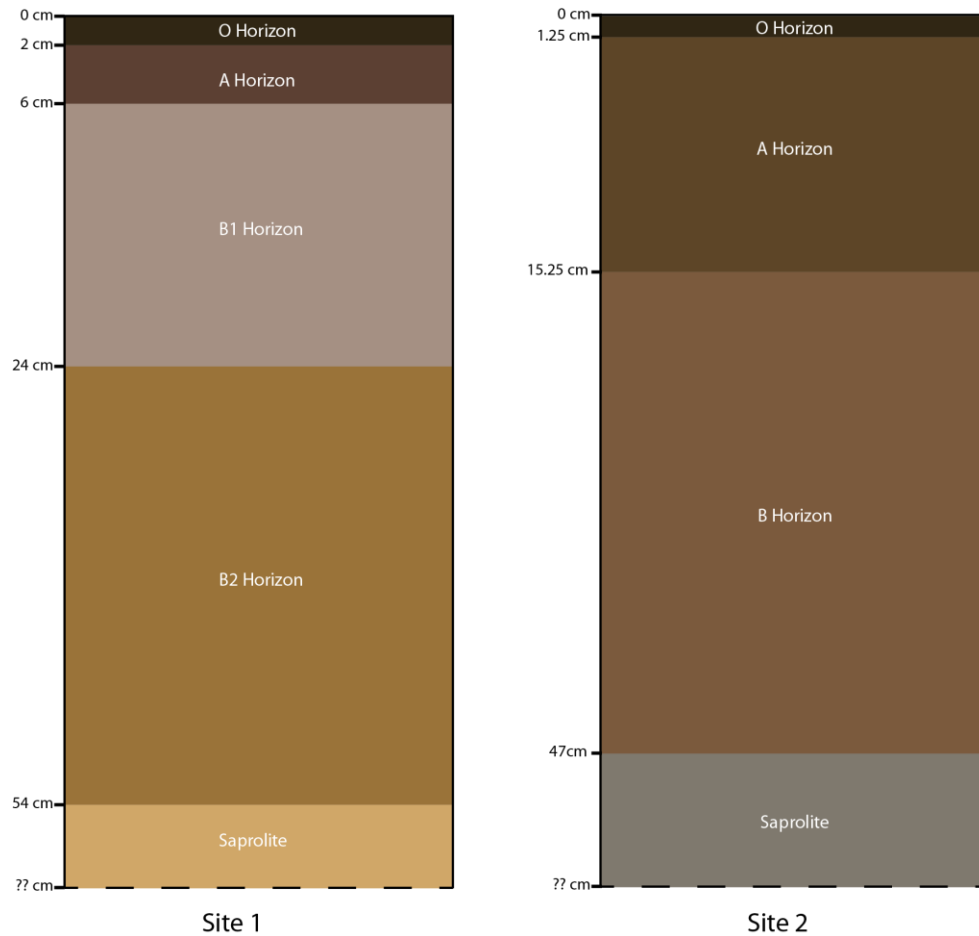 0 cm
O Horizon
2 cm
A Horizon
6 cm
B1 Horizon
24 cm
B2 Horizon
54 cm
Saprolite
?? cm
Site 1
0 cm
O Horizon
1.25 cm
A Horizon
15.25 cm
B Horizon
47cm
Saprolite
?? cm
Site 2